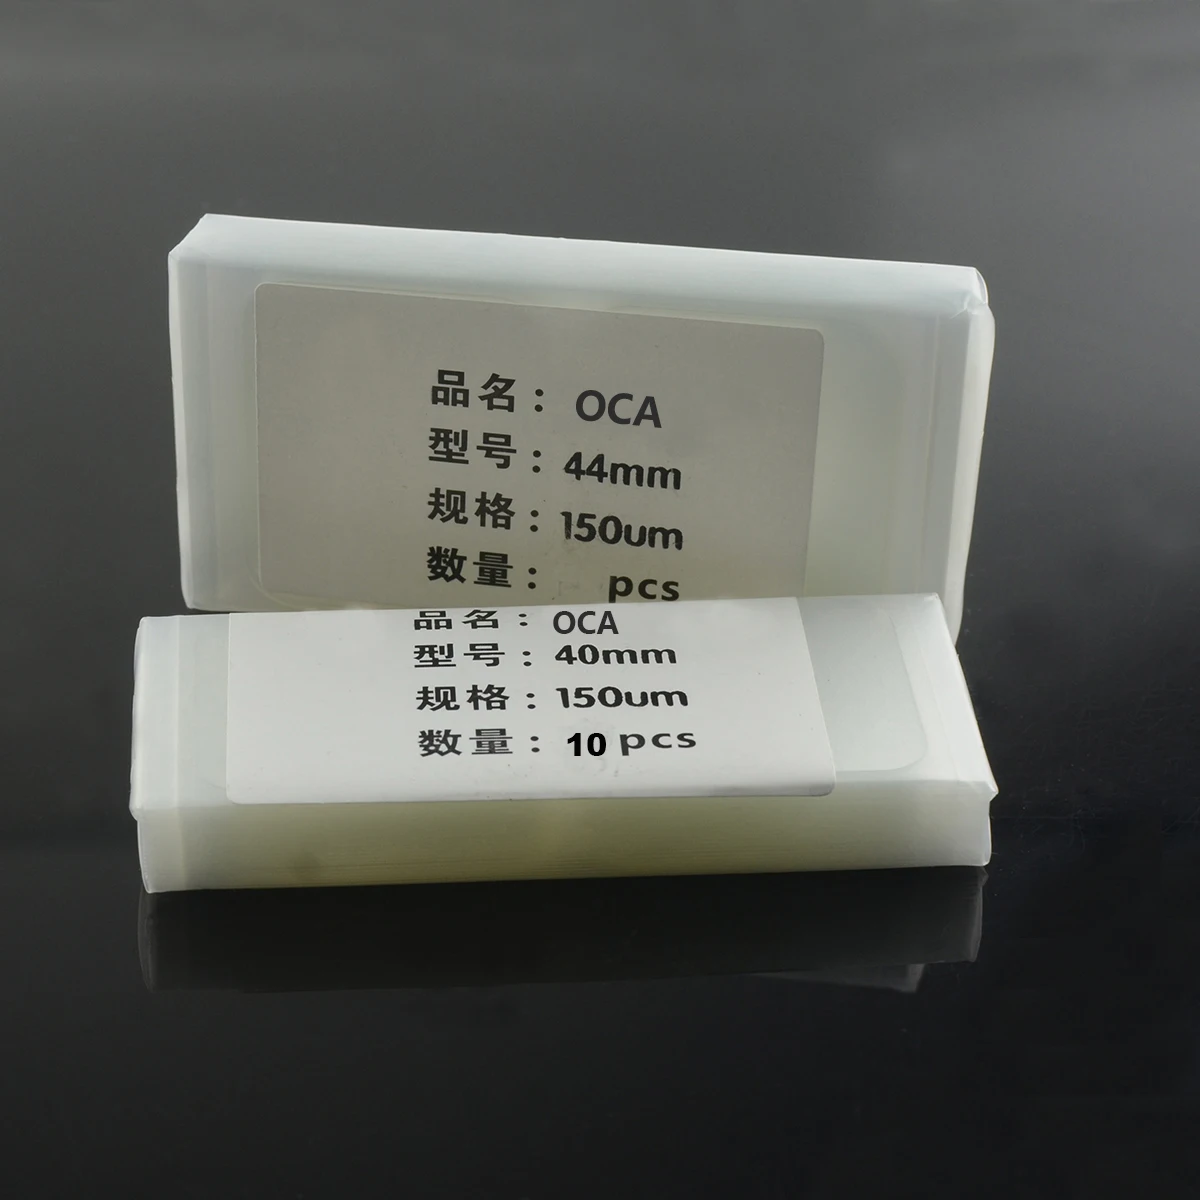 品名： OCA
型号：44mm
规格：150um
数量： pcs
品名： OCA
型号：40mm
规格：150um
数量：10 pcs